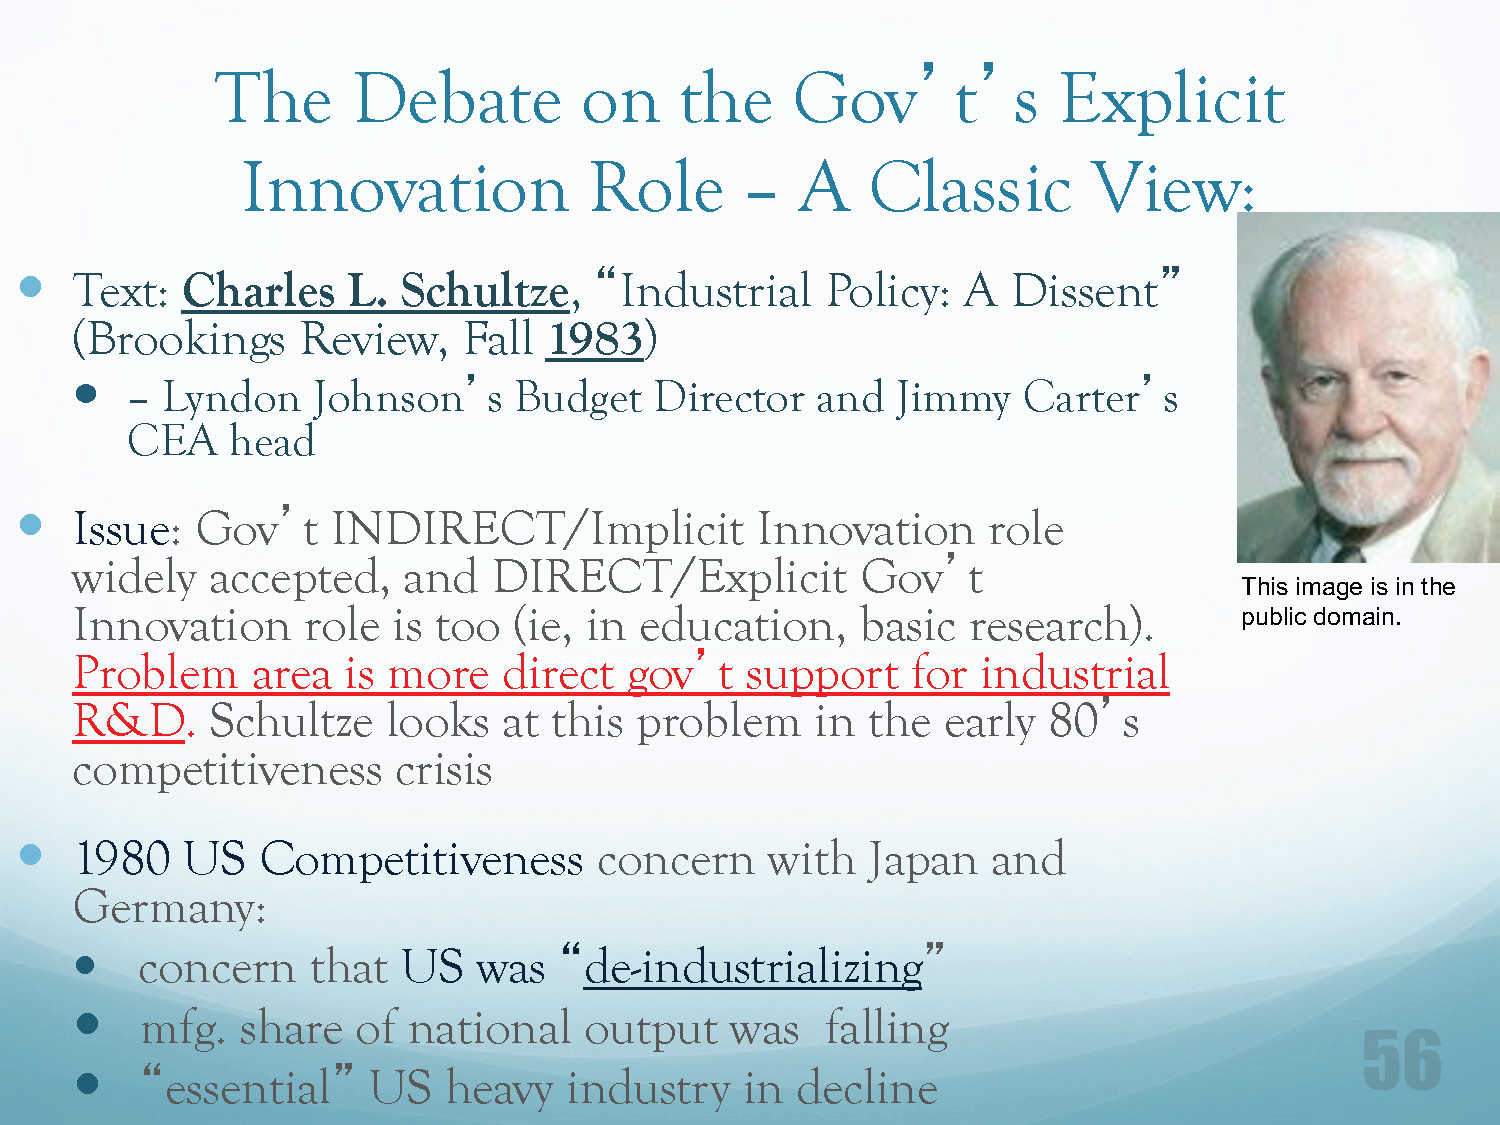 The Debate on the Gov’t’s Explicit
Innovation Role – A Classic View:
• Text: Charles L. Schultze, “Industrial Policy: A Dissent”
(Brookings Review, Fall 1983)
• – Lyndon Johnson’s Budget Director and Jimmy Carter’s
CEA head
• Issue: Gov’t INDIRECT/Implicit Innovation role
widely accepted, and DIRECT/Explicit Gov’t
Innovation role is too (ie, in education, basic research).
Problem area is more direct gov’t support for industrial
R&D. Schultze looks at this problem in the early 80’s
competitiveness crisis
This image is in the
public domain.
• 1980 US Competitiveness concern with Japan and
Germany:
• concern that US was “de-industrializing”
• mfg. share of national output was falling
• “essential” US heavy industry in decline
56